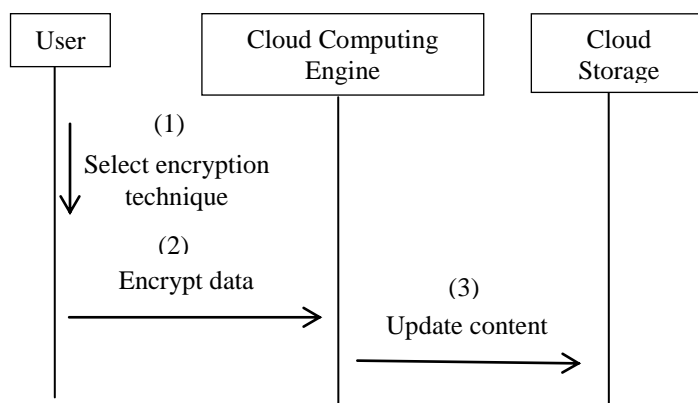 User
Cloud Computing
Engine
Cloud
Storage
(1)
Select encryption
technique
(2)
Encrypt data
(3)
Update content